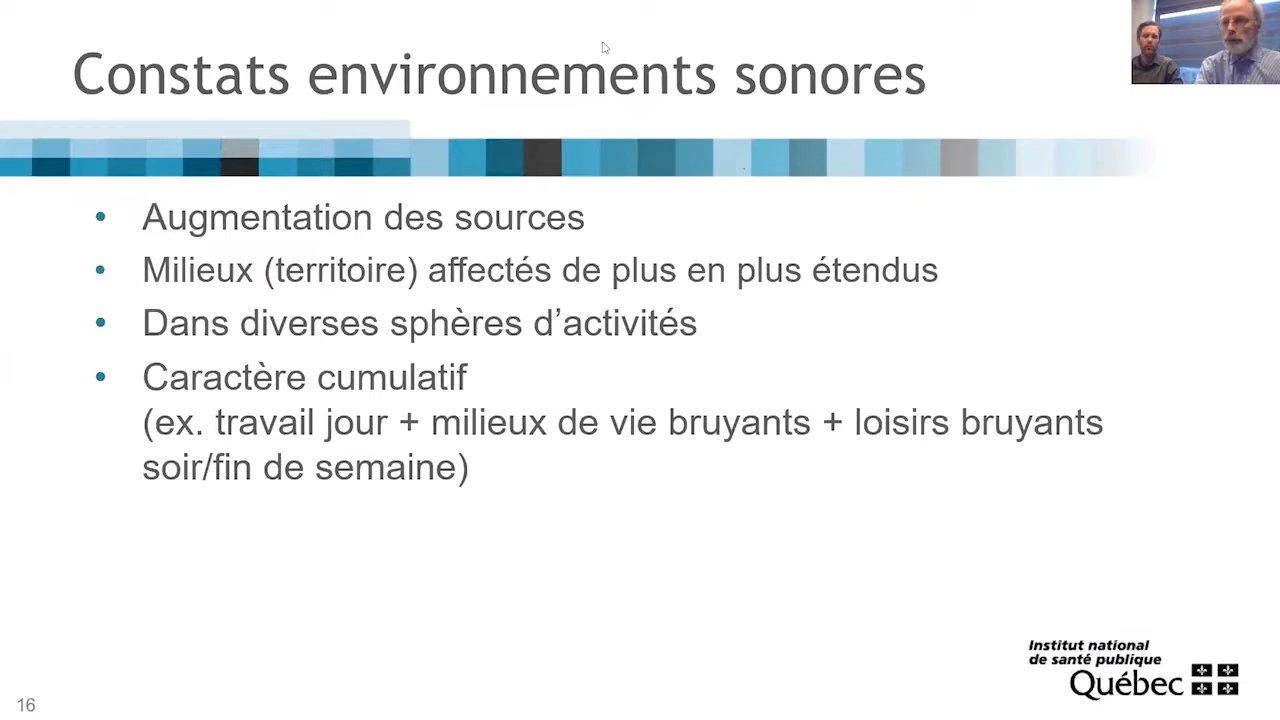 Constats environnements sonores
• Augmentation des sources
• Milieux (territoire) affectés de plus en plus étendus
• Dans diverses sphères d’activités
• Caractère cumulatif
(ex. travail jour + milieux de vie bruyants + loisirs bruyants
soir/fin de semaine)
Institut national
de santé publique
Québec
16